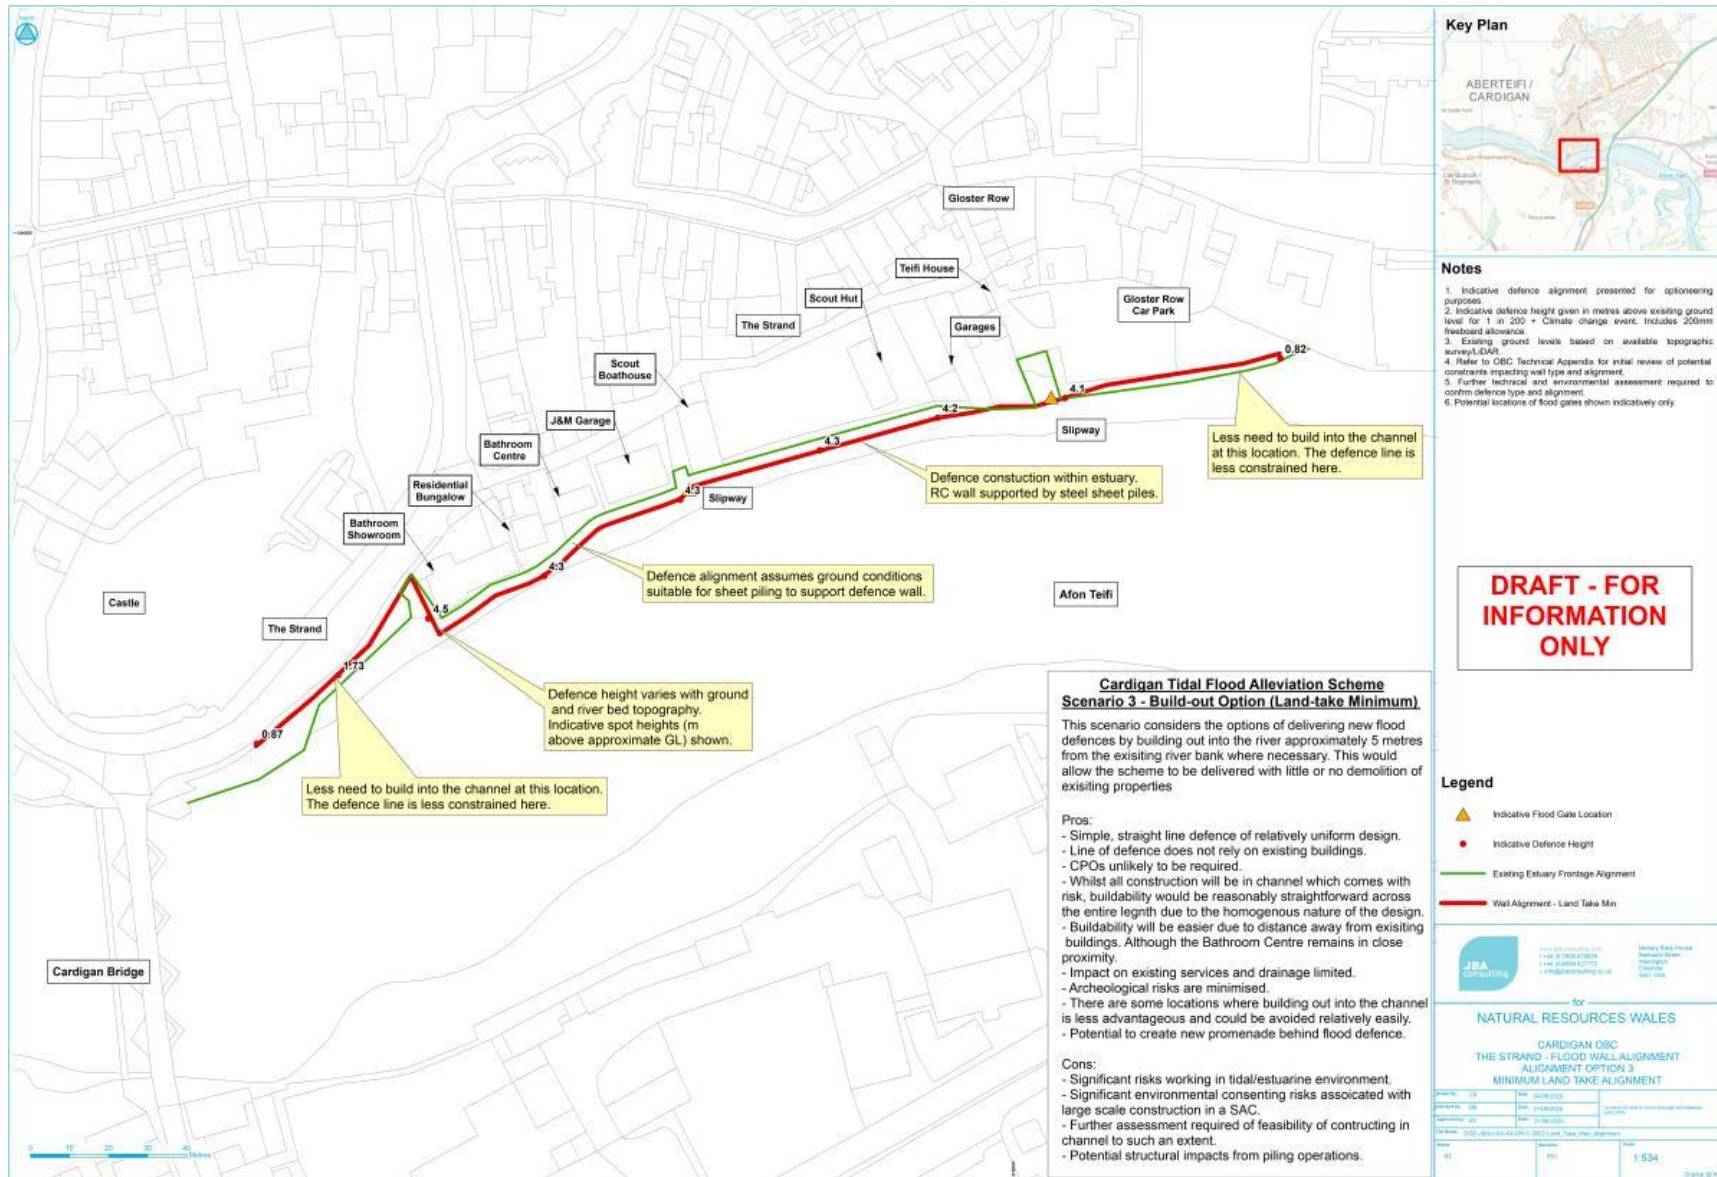 North
Key Plan
ABERTEIFI /
CARDIGAN
Gloster Row
Teifi House
Scout Hut
Gloster Row
Car Park
The Strand
Garages
Scout
Boathouse
J&M Garage
Bathroom
Centre
Residential
Bungalow
Bathroom
Showroom
Castle
The Strand
Slipway
Slipway
Afon Teifi
Cardigan Bridge
0.82
4.1
4.2
4.3
4.3
4.3
4.5
1.73
0.87
Less need to build into the channel
at this location. The defence line is
less constrained here.
Defence constuction within estuary.
RC wall supported by steel sheet piles.
Defence alignment assumes ground conditions
suitable for sheet piling to support defence wall.
Defence height varies with ground
and river bed topography.
Indicative spot heights (m
above approximate GL) shown.
Less need to build into the channel at this location.
The defence line is less constrained here.
Cardigan Tidal Flood Alleviation Scheme
Scenario 3 - Build-out Option (Land-take Minimum)
This scenario considers the options of delivering new flood
defences by building out into the river approximately 5 metres
from the exisiting river bank where necessary. This would
allow the scheme to be delivered with little or no demolition of
exisiting properties
Pros:
- Simple, straight line defence of relatively uniform design.
- Line of defence does not rely on existing buildings.
- CPOs unlikely to be required.
- Whilst all construction will be in channel which comes with
risk, buildability would be reasonably straightforward across
the entire legnth due to the homogenous nature of the design.
- Buildability will be easier due to distance away from exisiting
buildings. Although the Bathroom Centre remains in close
proximity.
- Impact on existing services and drainage limited.
- Archeological risks are minimised.
- There are some locations where building out into the channel
is less advantageous and could be avoided relatively easily.
- Potential to create new promenade behind flood defence.
Cons:
- Significant risks working in tidal/estuarine environment.
- Significant environmental consenting risks assoicated with
large scale construction in a SAC.
- Further assessment required of feasibility of contructing in
channel to such an extent.
- Potential structural impacts from piling operations.
0 10 20 30 40
Metres
Notes
1. Indicative defence alignment presented for optioneering
purposes.
2. Indicative defence height given in metres above exisiting ground
level for 1 in 200 + Climate change event. Includes 200mm
freeboard allowance.
3. Existing ground levels based on available topographic
survey/LiDAR.
4. Refer to OBC Technical Appendix for initial review of potential
constraints impacting wall type and alignment.
5. Further technical and environmental assessment required to
confirm defence type and alignment.
6. Potential locations of flood gates shown indicatively only.
DRAFT - FOR
INFORMATION
ONLY
Legend
Indicative Flood Gate Location
Indicative Defence Height
Existing Estuary Frontage Alignment
Wall Alignment - Land Take Min
JBA
consulting
for
NATURAL RESOURCES WALES
CARDIGAN OBC
THE STRAND - FLOOD WALL ALIGNMENT
ALIGNMENT OPTION 3
MINIMUM LAND TAKE ALIGNMENT
1:534